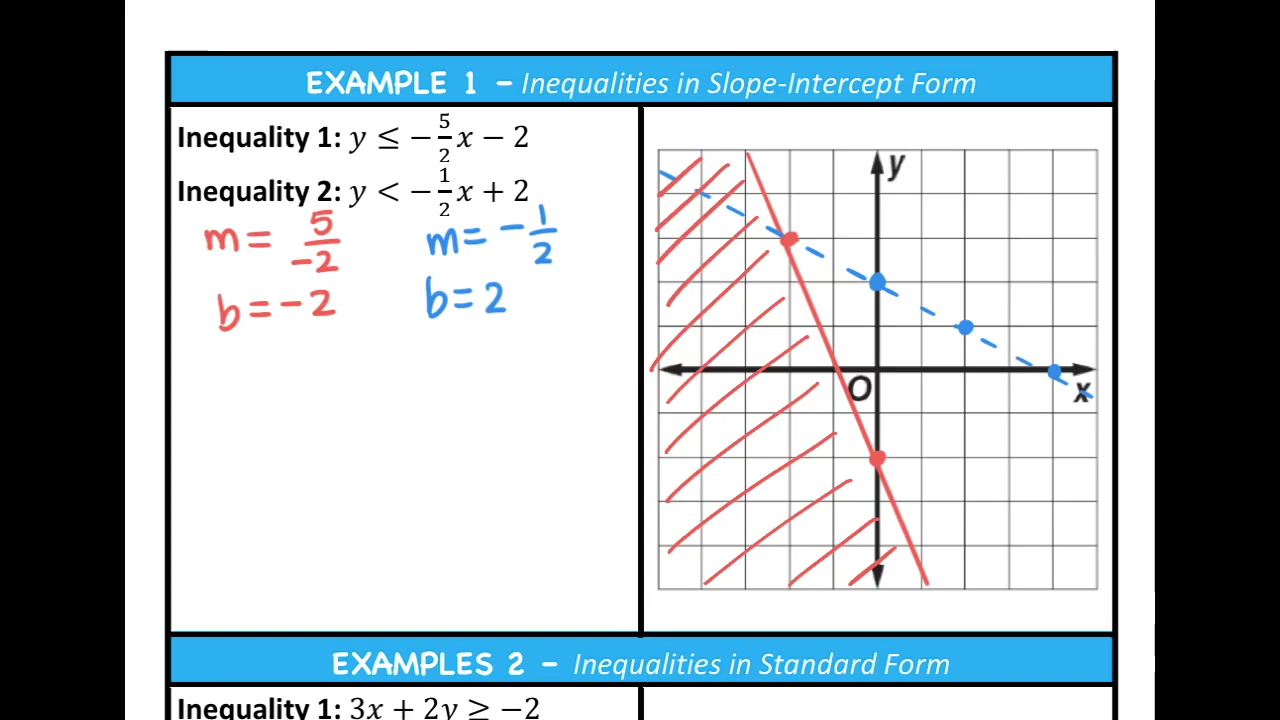 EXAMPLE 1 – Inequalities in Slope-Intercept Form
Inequality 1: y ≤ −5/2x − 2
Inequality 2: y < −1/2x + 2
m = 5/-2
m = -1/2
b = -2
b = 2
y
O
x
EXAMPLES 2 – Inequalities in Standard Form
Inequality 1: 3x + 2y ≥ −2